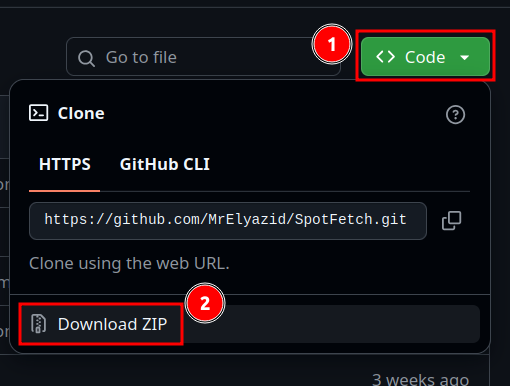 Go to file
1
Code
Clone
HTTPS
GitHub CLI
https://github.com/MrElyazid/SpotFetch.git
Clone using the web URL.
2
Download ZIP
3 weeks ago